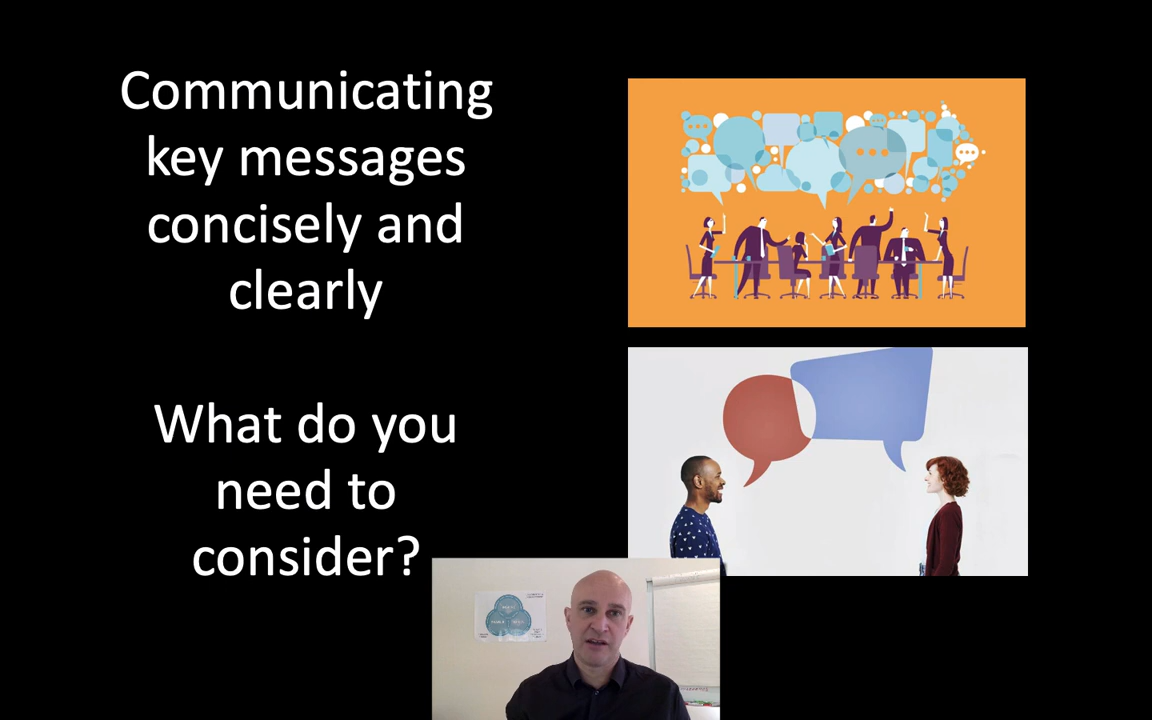 Communicating
key messages
concisely and
clearly
What do you
need to
consider?